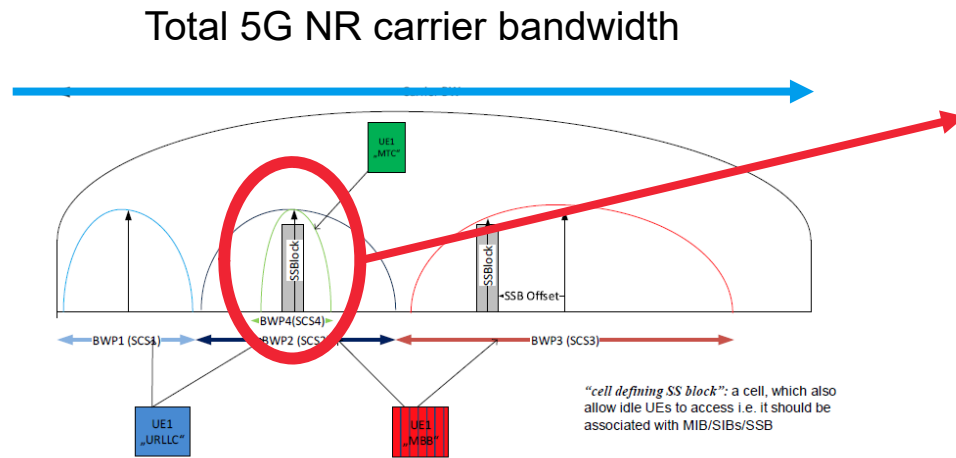 Total 5G NR carrier bandwidth
UE1
„MTC“
SSBlock
SSBlock
SSB Offset
BWP4(SCS4)
BWP1 (SCS1)
BWP2 (SCS2)
BWP3 (SCS3)
"cell defining SS block": a cell, which also
allow idle UEs to access i.e. it should be
associated with MIB/SIBs/SSB
UE1
„URLLC“
UE1
„MBB“